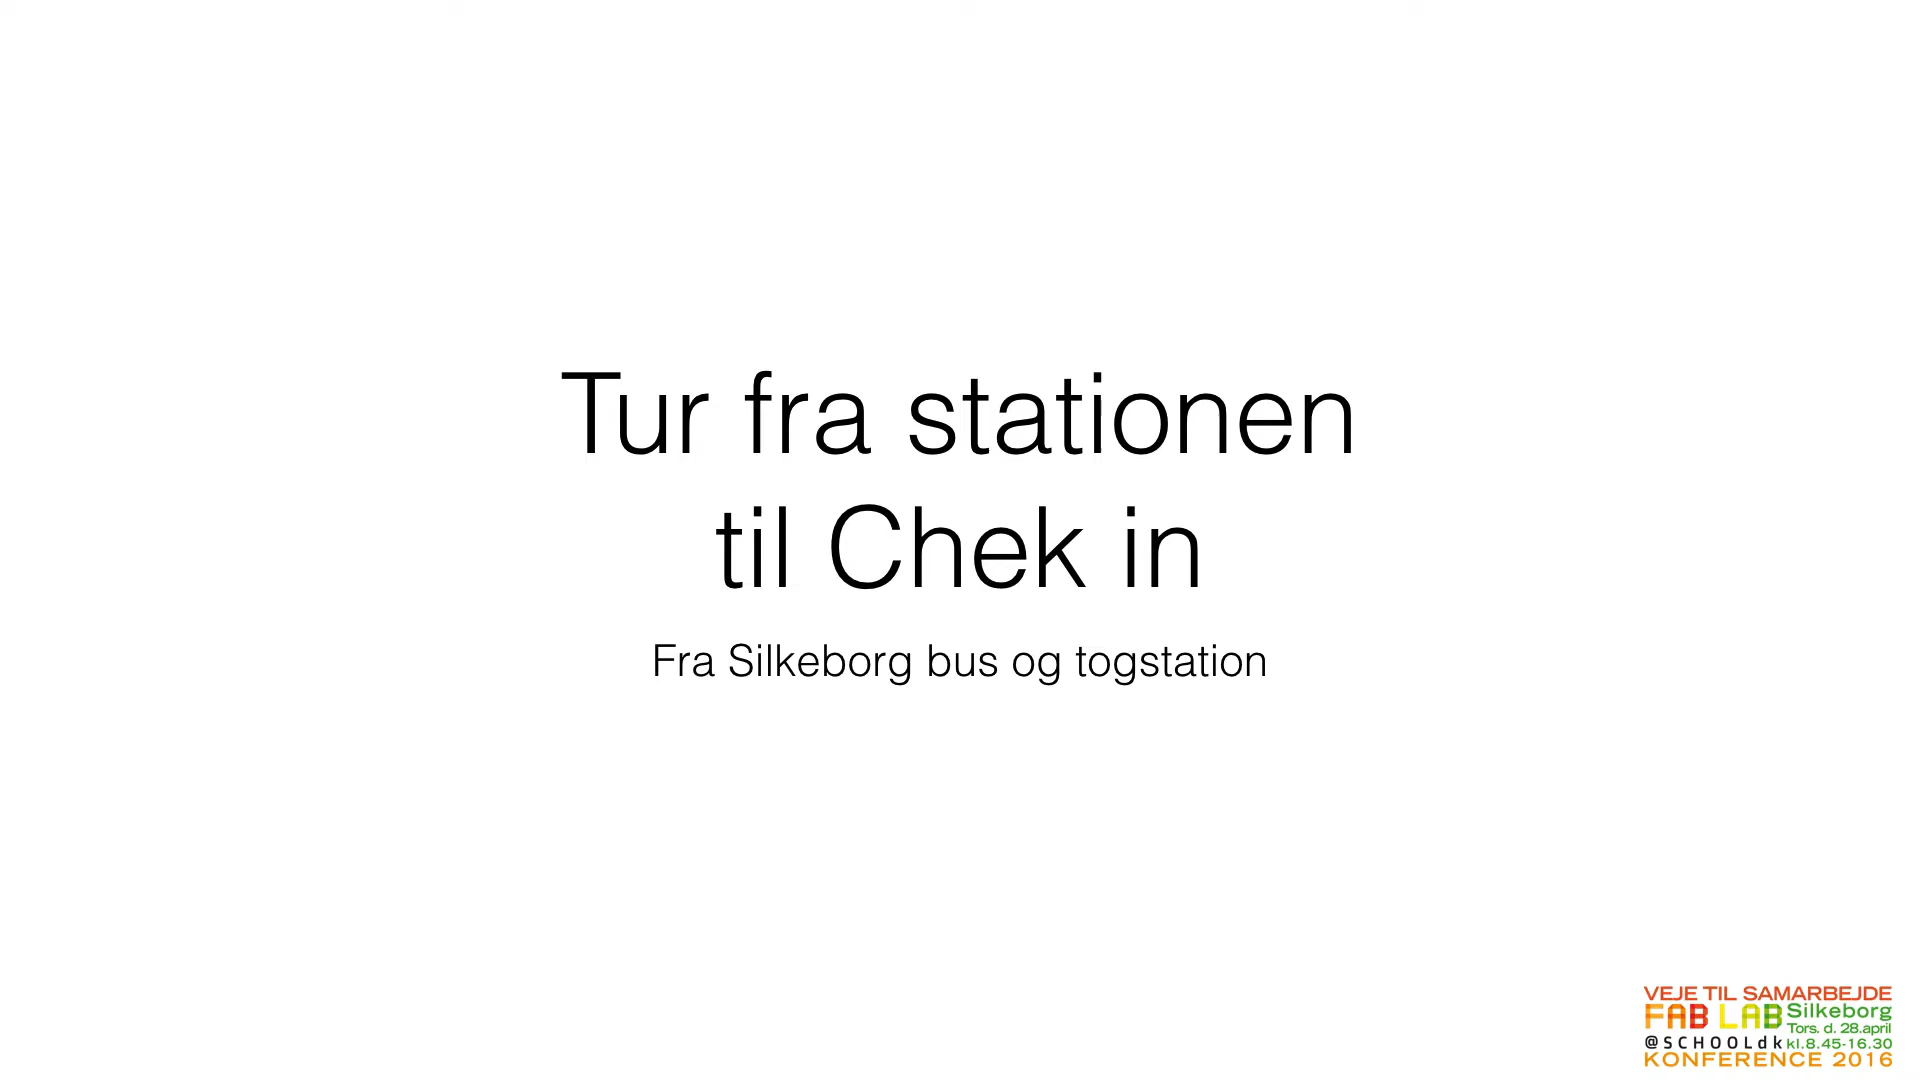 Tur fra stationen
til Chek in
Fra Silkeborg bus og togstation
VEJE TIL SAMARBEJDE
FAB LAB Silkeborg
Tors. d. 28.april
@SCHOOLdk kl.8.45-16.30
KONFERENCE 2016